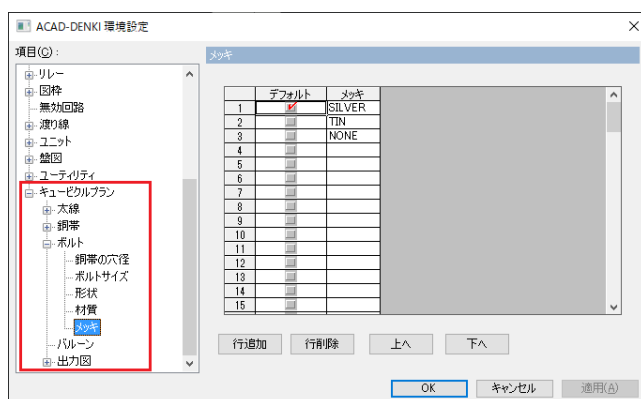 ACAD-DENKI 環境設定
項目(C) :
メッキ
リレー
図枠
無効回路
渡り線
ユニット
盤図
ユーティリティ
キュービクルプラン
太線
銅帯
ボルト
銅帯の穴径
ボルトサイズ
形状
材質
メッキ
バルーン
出力図
デフォルト メッキ
1 SILVER
2 TIN
3 NONE
4
5
6
7
8
9
10
11
12
13
14
15
行追加 行削除 上へ 下へ
OK キャンセル 適用(A)